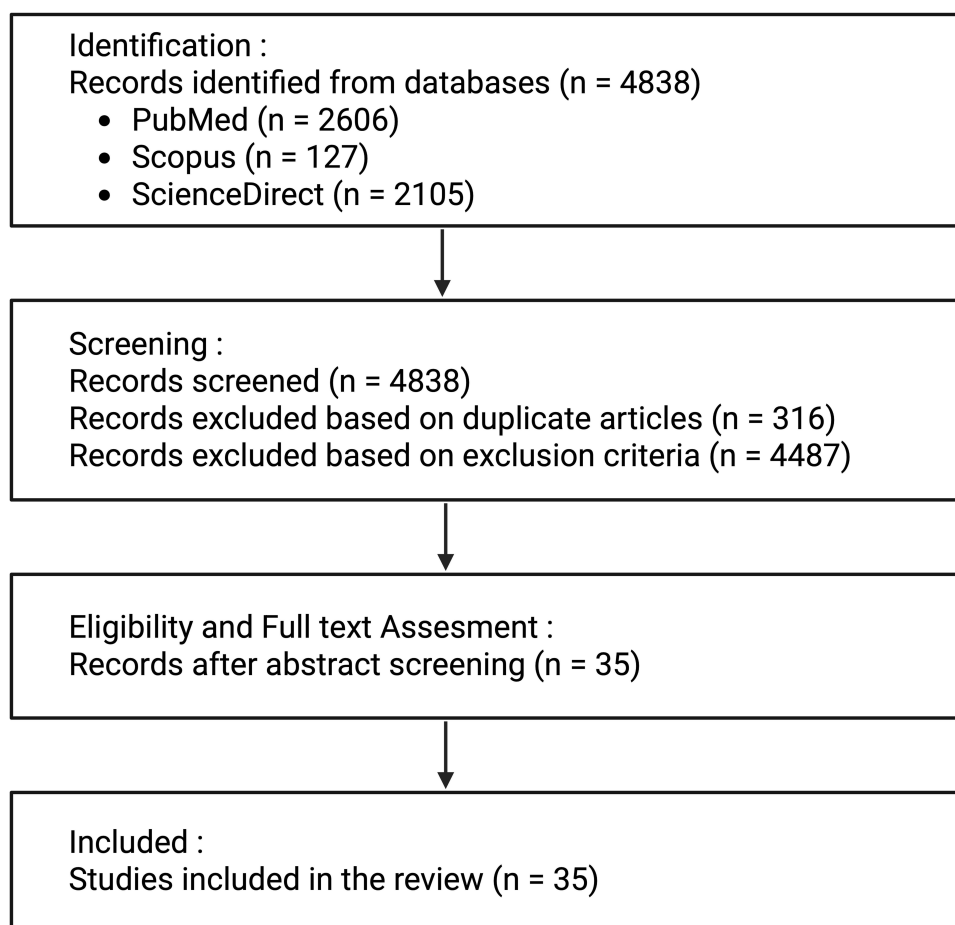 Identification :
Records identified from databases (n = 4838)
• PubMed (n = 2606)
• Scopus (n = 127)
• ScienceDirect (n = 2105)
Screening :
Records screened (n = 4838)
Records excluded based on duplicate articles (n = 316)
Records excluded based on exclusion criteria (n = 4487)
Eligibility and Full text Assesment :
Records after abstract screening (n = 35)
Included :
Studies included in the review (n = 35)